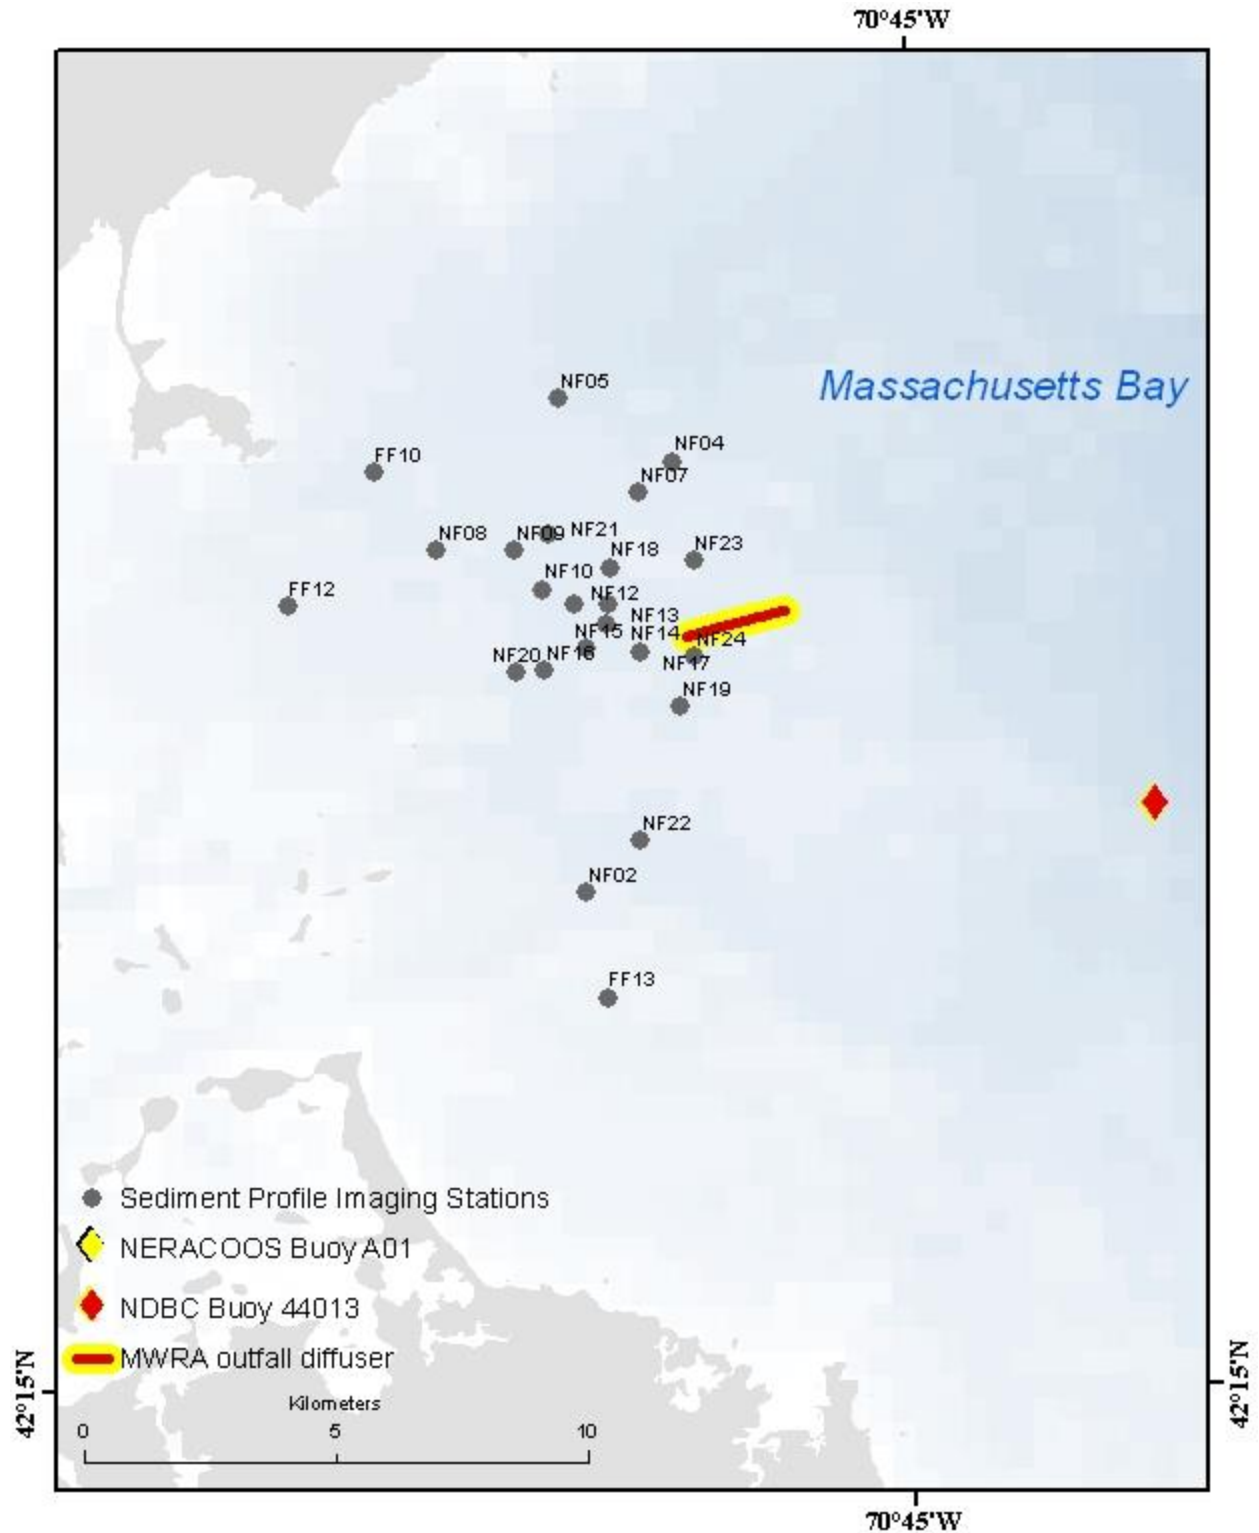 70°45'W
Massachusetts Bay
NF05
NF04
FF10
NF07
NF08
NF09
NF21
NF18
NF23
NF10
FF12
NF12
NF13
NF15
NF14
NF24
NF20
NF16
NF17
NF19
NF22
NF02
FF13
Sediment Profile Imaging Stations
NERACOOS Buoy A01
NDBC Buoy 44013
MWRA outfall diffuser
42°15'N
42°15'N
Kilometers
0 5 10
70°45'W